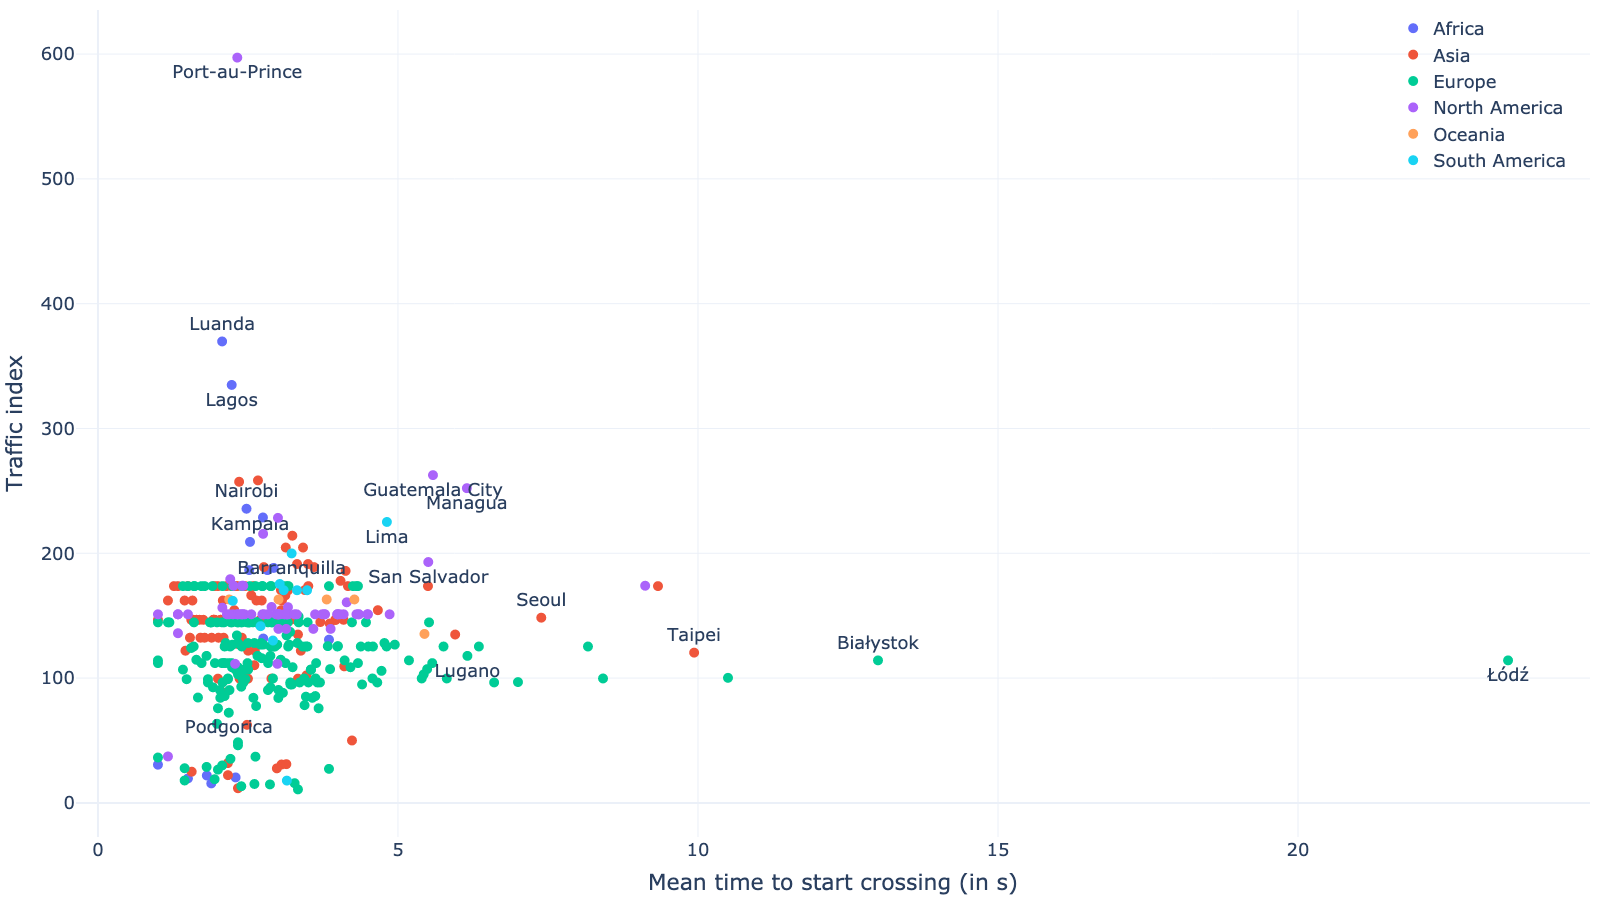 Africa
Asia
Europe
North America
Oceania
South America
Traffic index
600
500
400
300
200
100
0
Port-au-Prince
Luanda
Lagos
Nairobi
Kampala
Guatemala City
Managua
Lima
Barranquilla
San Salvador
Seoul
Taipei
Białystok
Lugano
Łódź
Podgorica
0
5
10
15
20
Mean time to start crossing (in s)